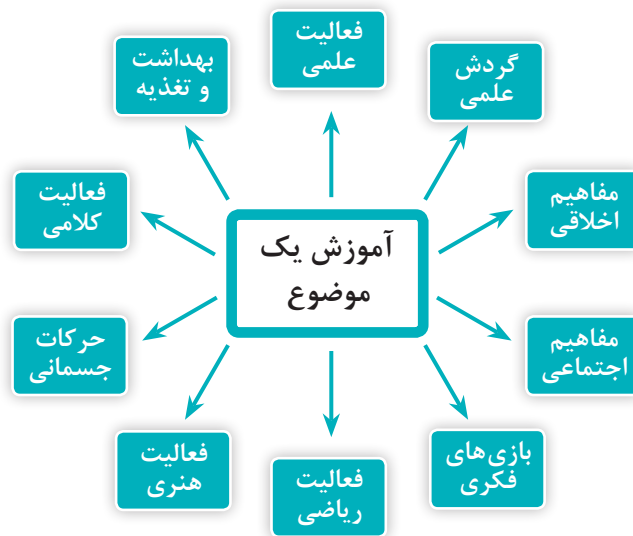 فعالیت
علمی
گردش
علمی
مفاهیم
اخلاقی
مفاهیم
اجتماعی
بازی‌های
فکری
فعالیت
ریاضی
فعالیت
هنری
حرکات
جسمانی
فعالیت
کلامی
بهداشت
و تغذیه
آموزش یک
موضوع